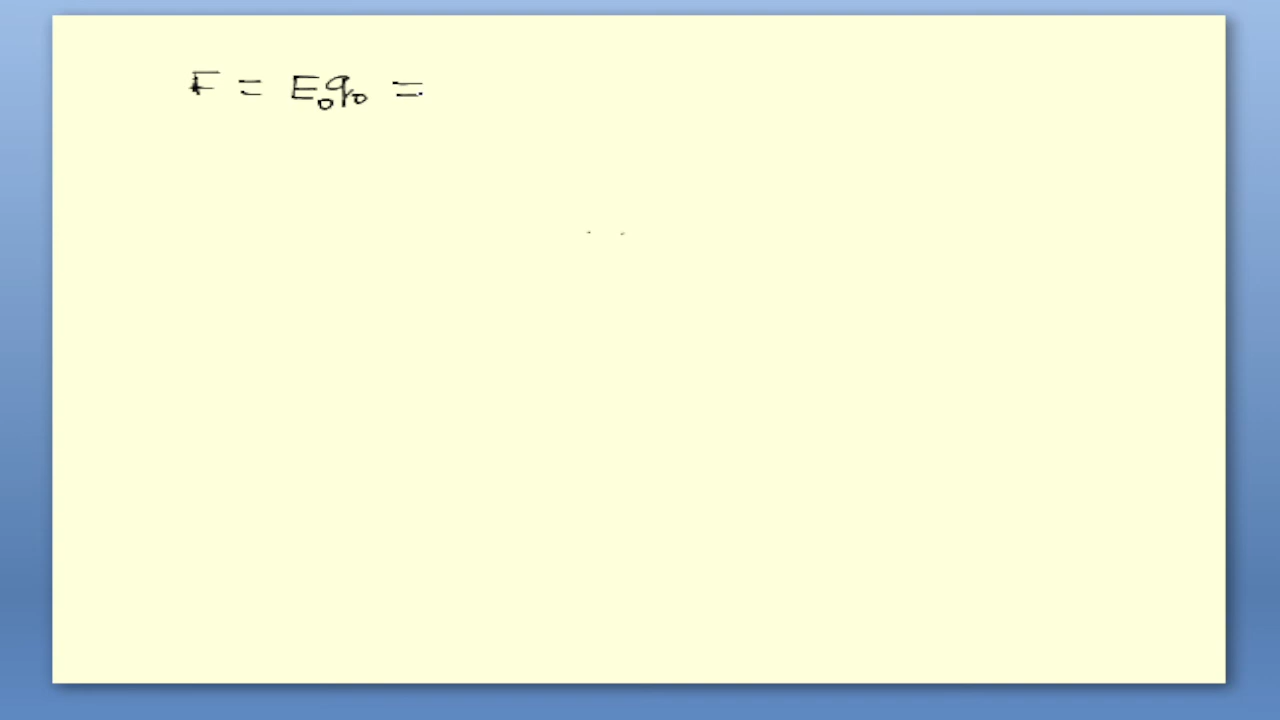 F = E₀q₀ =